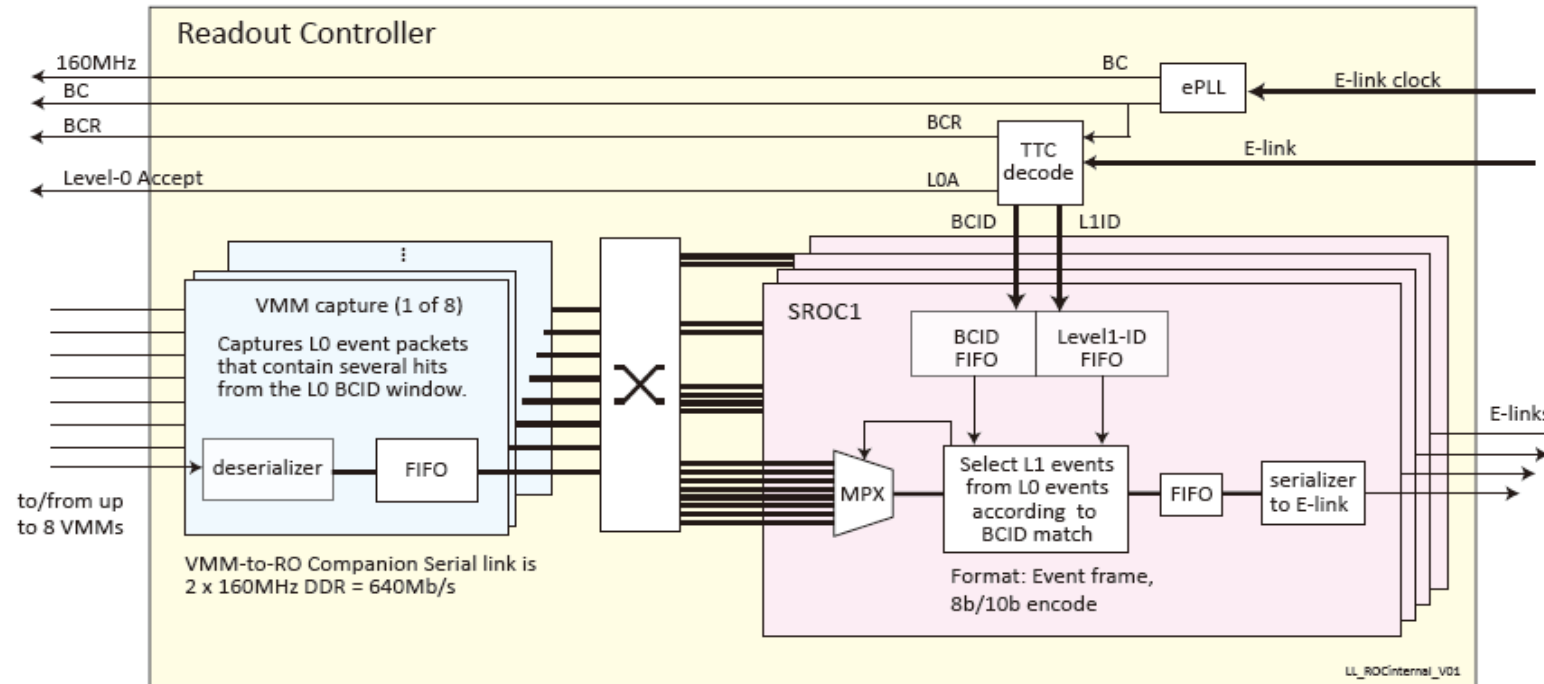 Readout Controller
160MHz
BC
BC
ePLL
E-link clock
BCR
BCR
TTC
decode
E-link
Level-0 Accept
L0A
BCID
L1ID
⋮
VMM capture (1 of 8)
Captures L0 event packets
that contain several hits
from the L0 BCID window.
deserializer
FIFO
to/from up
to 8 VMMs
VMM-to-RO Companion Serial link is
2 x 160MHz DDR = 640Mb/s
SROC1
BCID
FIFO
Level1-ID
FIFO
MPX
Select L1 events
from L0 events
according to
BCID match
FIFO
serializer
to E-link
E-links
Format: Event frame,
8b/10b encode
LL_ROCinternal_V01